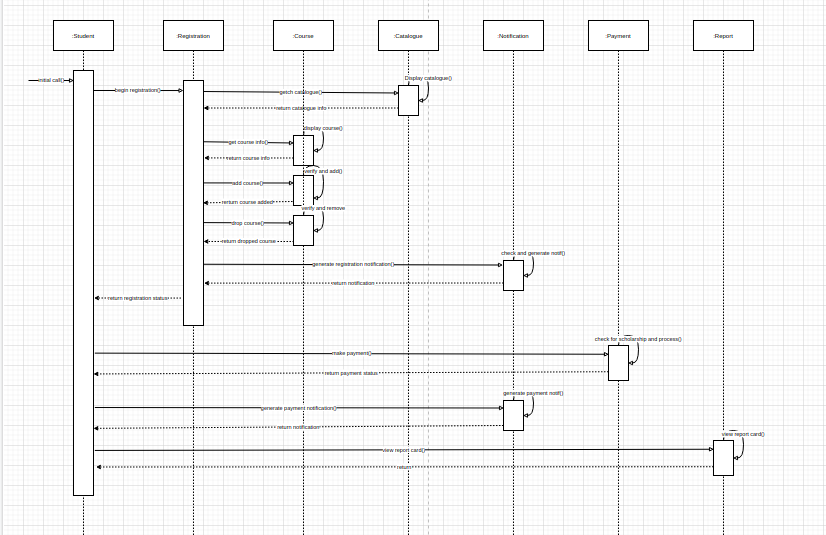 :Student
:Registration
:Course
:Catalogue
:Notification
:Payment
:Report
initial call()
Display catalogue()
begin registration()
getch catalogue()
return catalogue info
display course()
get course info()
return course info
verify and add()
add course()
rerturn course added
verify and remove
drop course()
return dropped course
check and generate notif()
generate registration notification()
return notification
return registration status
check for scholarship and process()
make payment()
return payment status
generate payment notif()
generate payment notification()
return notification
view report card()
view report card()
return